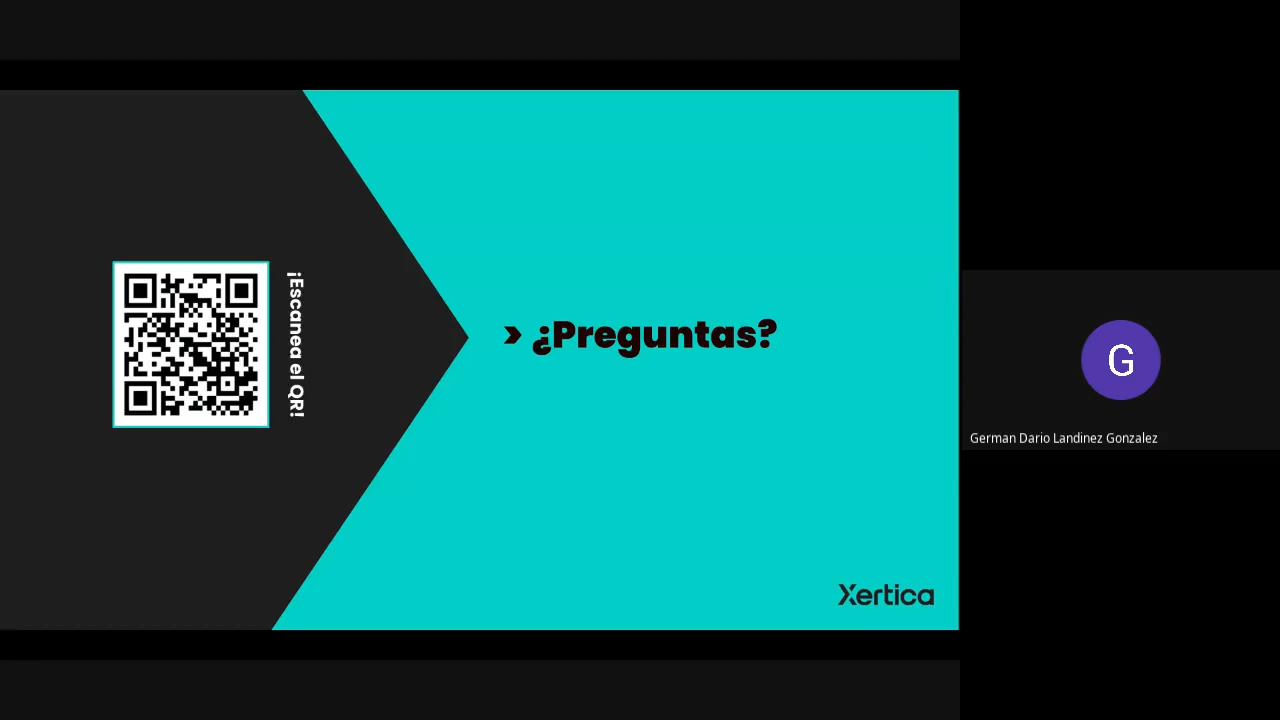 ¡Escanea el QR!
› ¿Preguntas?
Xertica
G
German Dario Landinez Gonzalez